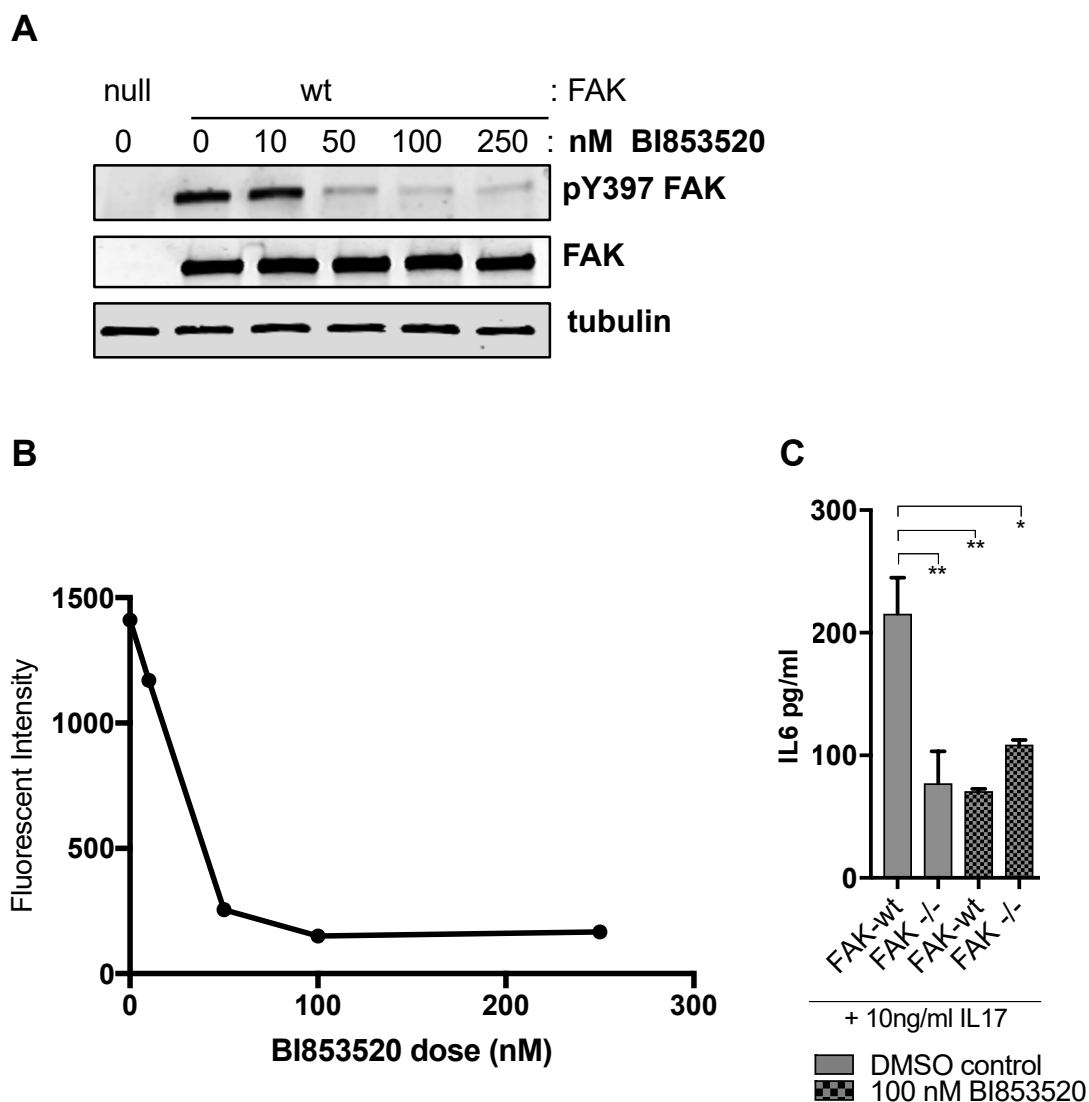 A
null wt : FAK
0 0 10 50 100 250 : nM BI853520
pY397 FAK
FAK
tubulin
B
1500
1000
500
0
0 100 200 300
Fluorescent Intensity
BI853520 dose (nM)
C
300
200
100
0
IL6 pg/ml
* 
**
**
FAK-wt FAK -/- FAK-wt FAK -/-
+ 10ng/ml IL17
DMSO control
100 nM BI853520